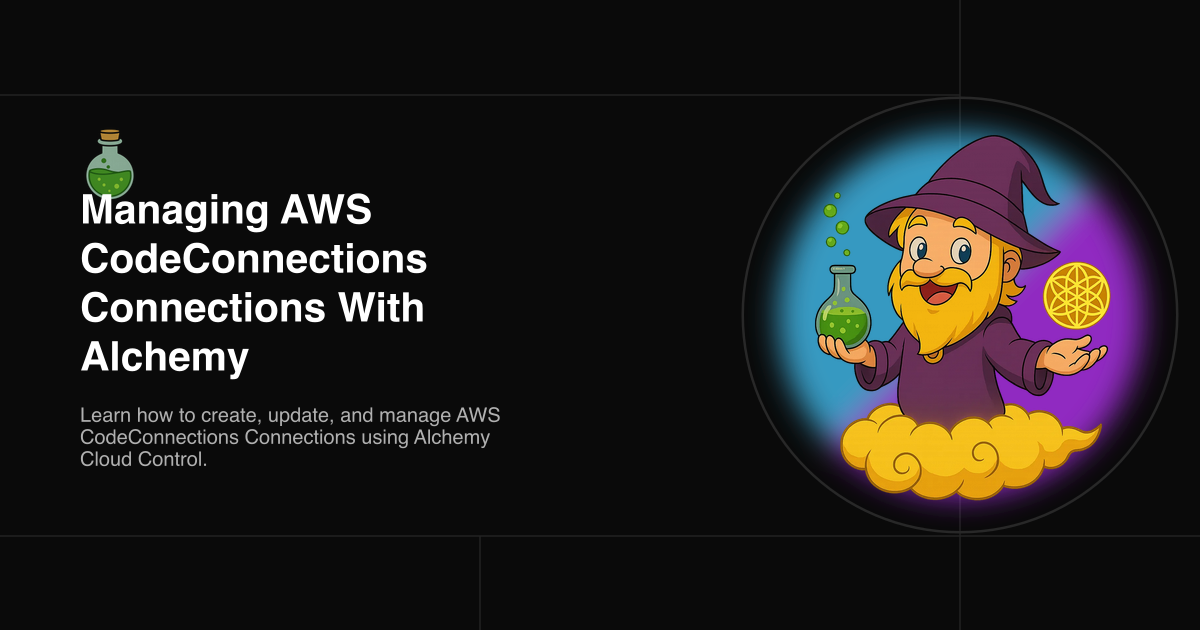 Managing AWS
CodeConnections
Connections With
Alchemy
Learn how to create, update, and manage AWS
CodeConnections Connections using Alchemy
Cloud Control.